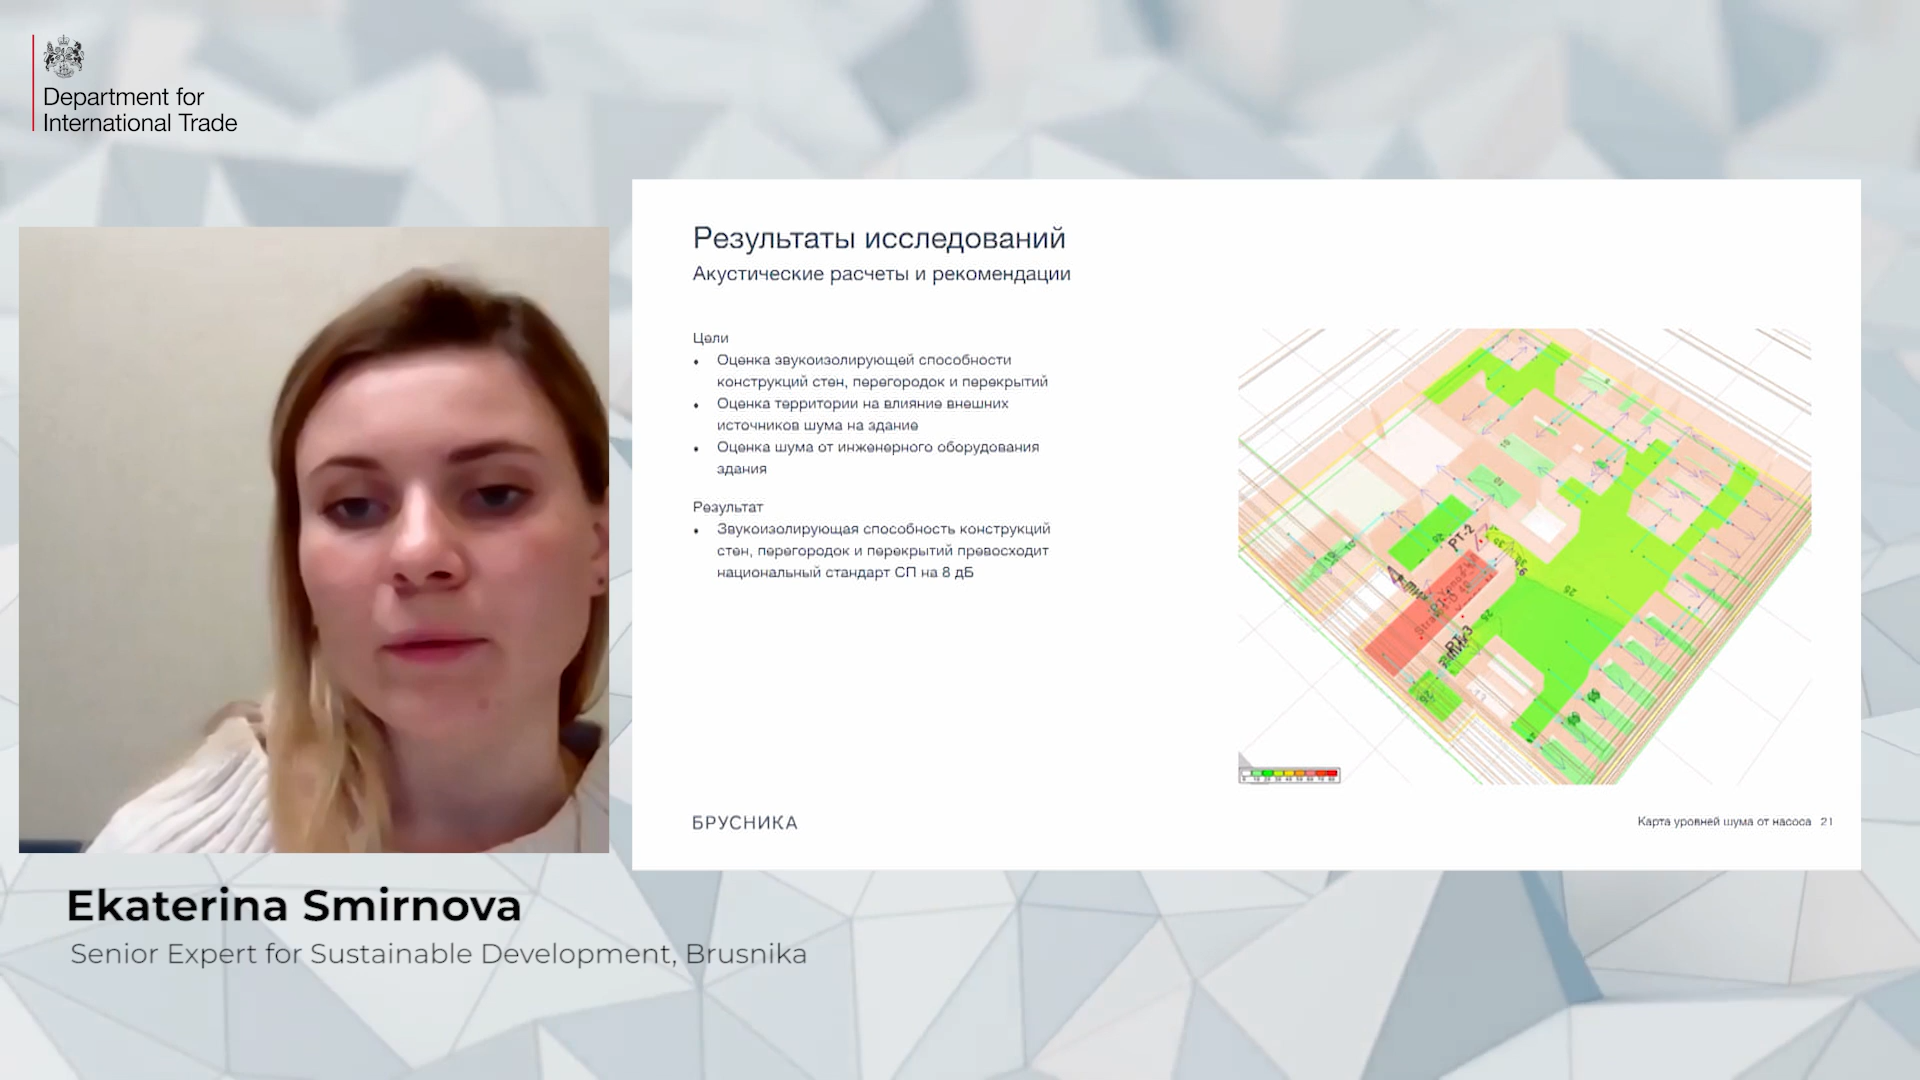 Department for
International Trade
Результаты исследований
Акустические расчеты и рекомендации
Цели
• Оценка звукоизолирующей способности
конструкций стен, перегородок и перекрытий
• Оценка территории на влияние внешних
источников шума на здание
• Оценка шума от инженерного оборудования
здания
Результат
• Звукоизолирующая способность конструкций
стен, перегородок и перекрытий превосходит
национальный стандарт СП на 8 дБ
РТ-2
РТ-3
БРУСНИКА
Карта уровней шума от насоса 21
Ekaterina Smirnova
Senior Expert for Sustainable Development, Brusnika